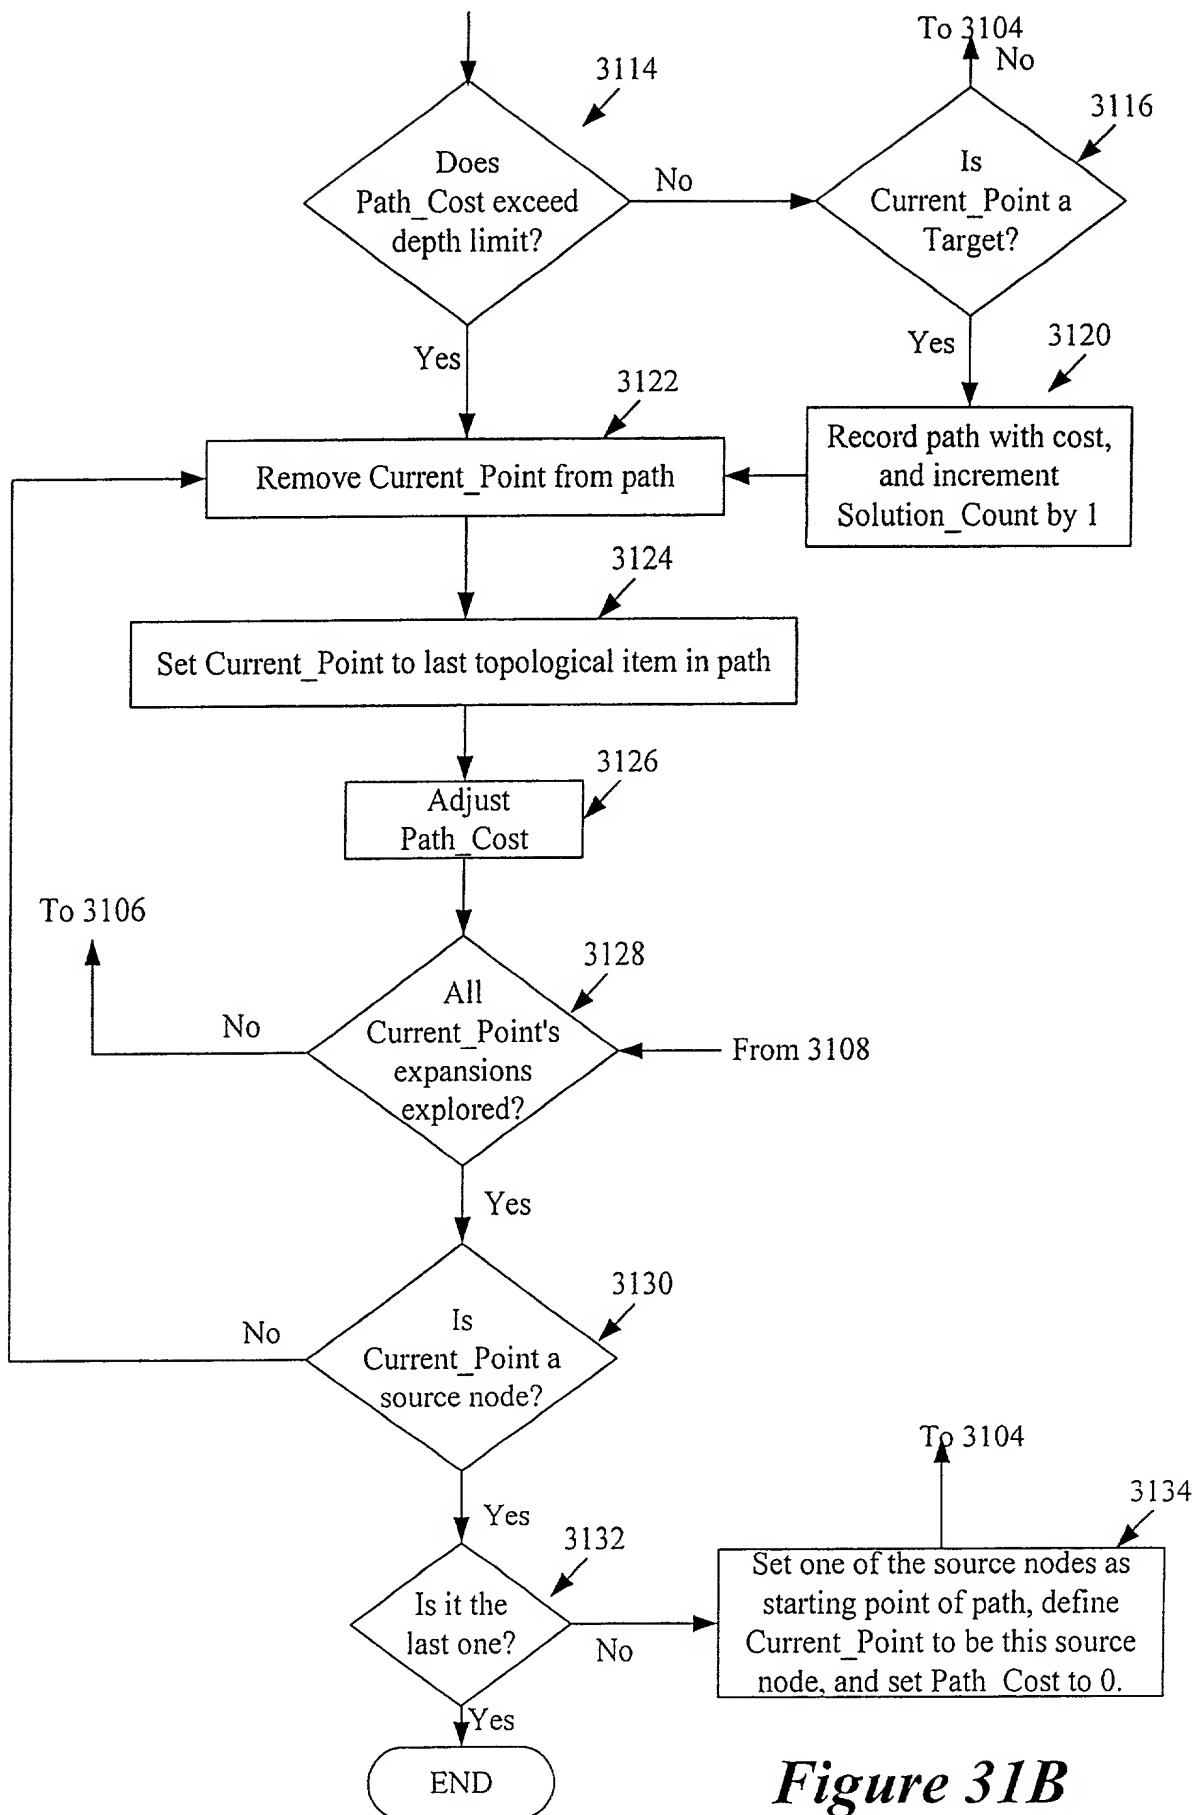 To 3104
No
3114
3116
Does
Path_Cost exceed
depth limit?
No
Is
Current_Point a
Target?
Yes
Yes
3120
3122
Record path with cost,
and increment
Solution_Count by 1
Remove Current_Point from path
3124
Set Current_Point to last topological item in path
3126
Adjust
Path_Cost
To 3106
3128
All
Current_Point's
expansions
explored?
No
From 3108
Yes
3130
No
Is
Current_Point a
source node?
To 3104
3134
Yes
3132
Is it the
last one?
No
Set one of the source nodes as
starting point of path, define
Current_Point to be this source
node, and set Path_Cost to 0.
Yes
END
Figure 31B